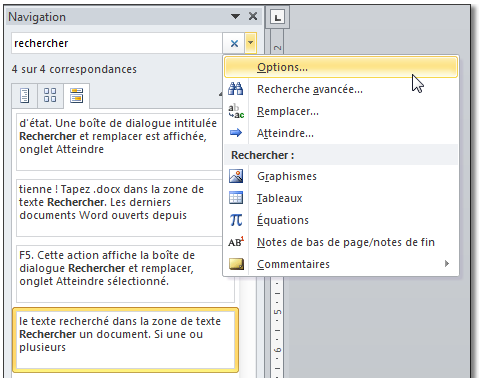 Navigation
rechercher
4 sur 4 correspondances
d'état. Une boîte de dialogue intitulée
Rechercher et remplacer est affichée,
onglet Atteindre
tienne ! Tapez .docx dans la zone de
texte Rechercher. Les derniers
documents Word ouverts depuis
F5. Cette action affiche la boîte de
dialogue Rechercher et remplacer,
onglet Atteindre sélectionné.
le texte recherché dans la zone de texte
Rechercher un document. Si une ou
plusieurs
Options...
Recherche avancée...
Remplacer...
Atteindre...
Rechercher :
Graphismes
Tableaux
Équations
Notes de bas de page/notes de fin
Commentaires
L
2
5
6